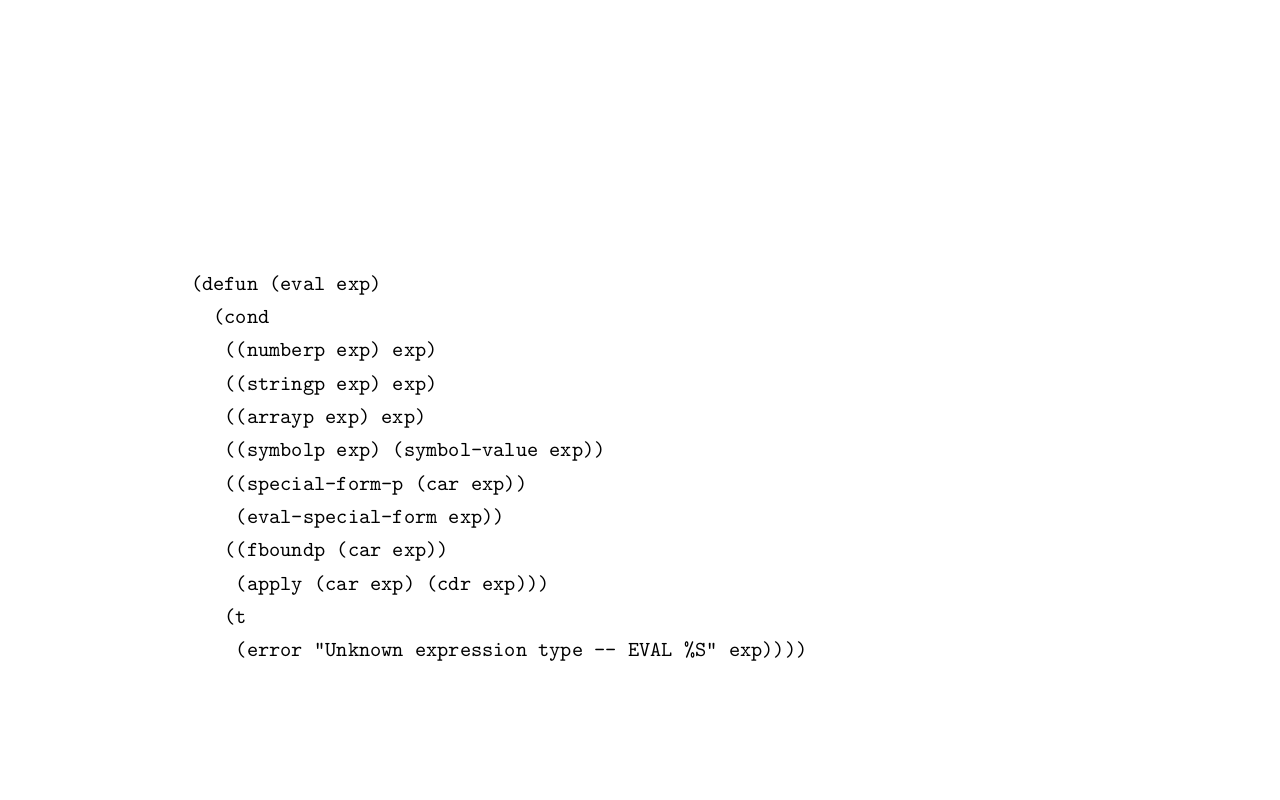 (defun (eval exp)
(cond
((numberp exp) exp)
((stringp exp) exp)
((arrayp exp) exp)
((symbolp exp) (symbol-value exp))
((special-form-p (car exp))
(eval-special-form exp))
((fboundp (car exp))
(apply (car exp) (cdr exp)))
(t
(error "Unknown expression type -- EVAL %S" exp))))